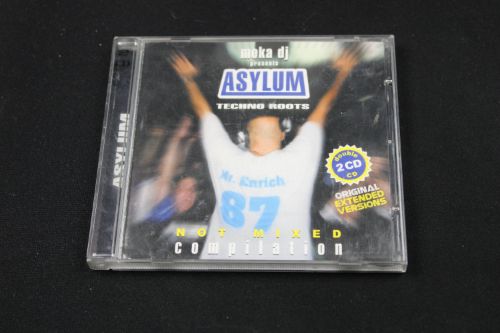 moka dj
presents
ASYLUM
TECHNO ROOTS
ASYLUM
Mr. Enrich
87
double
2 CD
CD
ORIGINAL
EXTENDED
VERSIONS
NOT MIXED
compilation